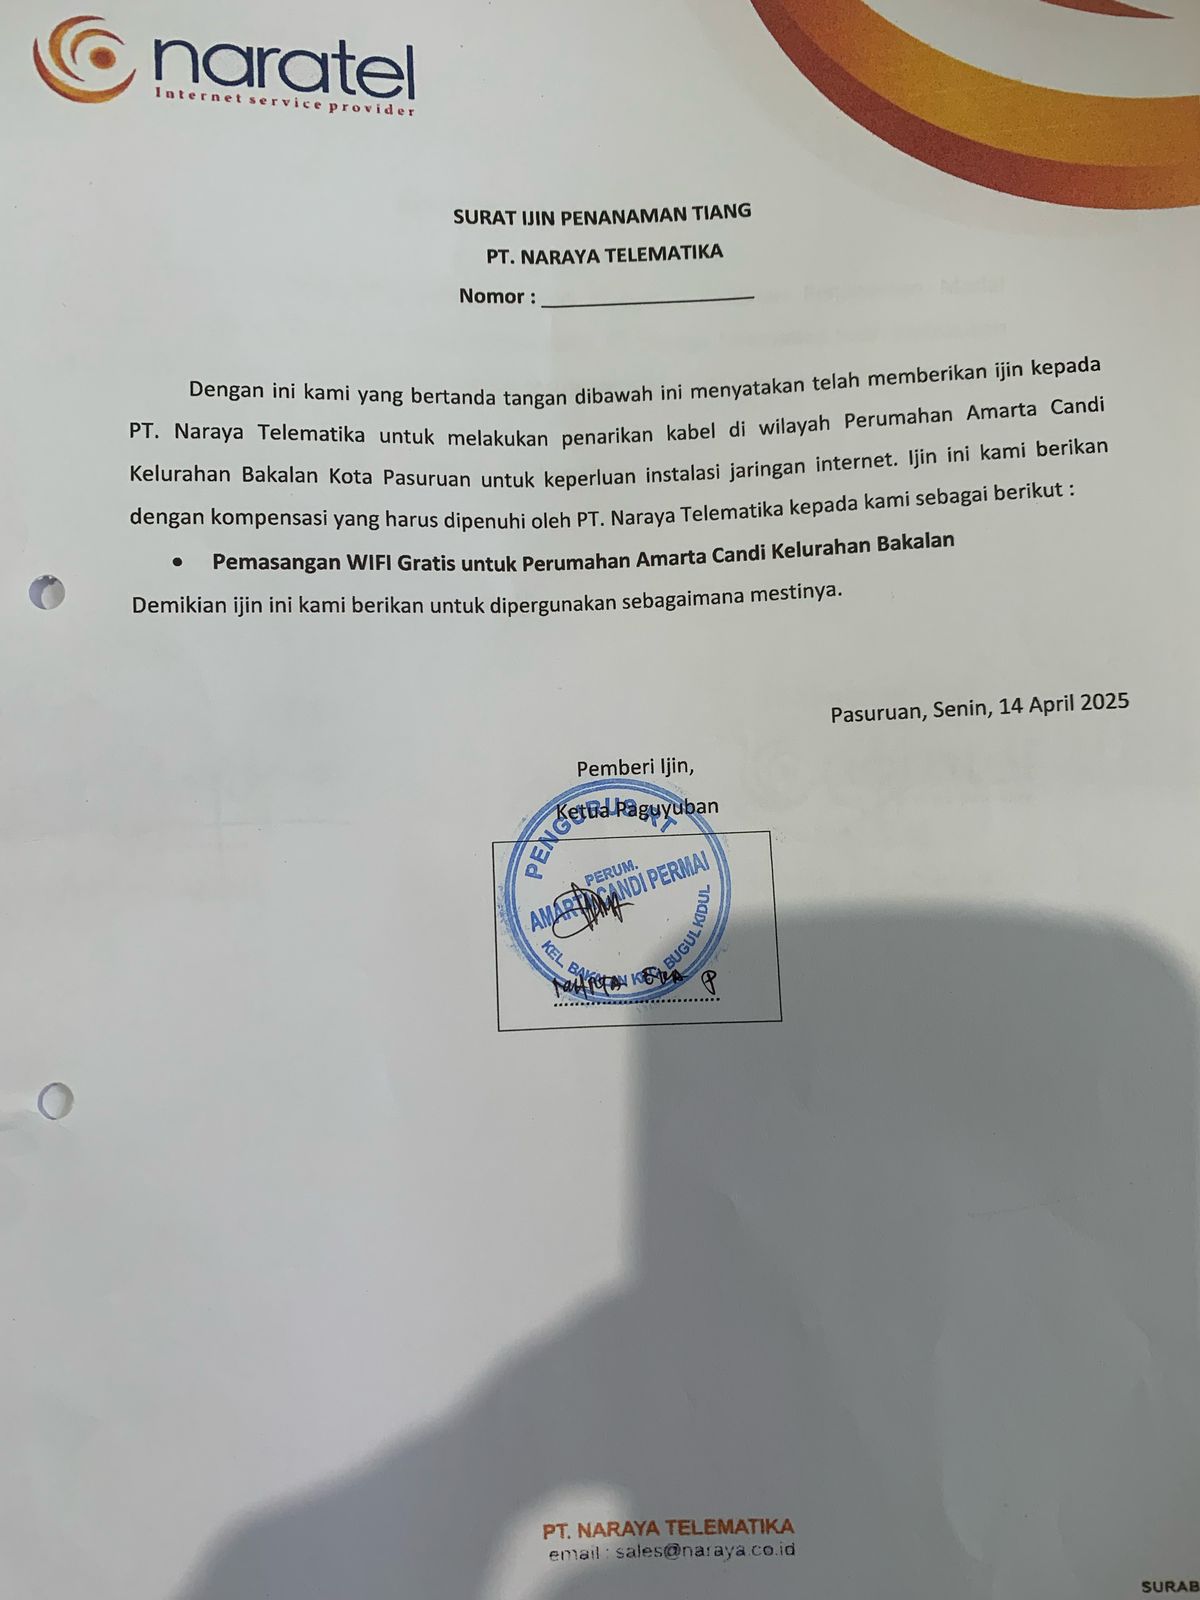 naratel
Internet service provider
SURAT IJIN PENANAMAN TIANG
PT. NARAYA TELEMATIKA
Nomor :
Dengan ini kami yang bertanda tangan dibawah ini menyatakan telah memberikan ijin kepada
PT. Naraya Telematika untuk melakukan penarikan kabel di wilayah Perumahan Amarta Candi
Kelurahan Bakalan Kota Pasuruan untuk keperluan instalasi jaringan internet. Ijin ini kami berikan
dengan kompensasi yang harus dipenuhi oleh PT. Naraya Telematika kepada kami sebagai berikut :
• Pemasangan WIFI Gratis untuk Perumahan Amarta Candi Kelurahan Bakalan
Demikian ijin ini kami berikan untuk dipergunakan sebagaimana mestinya.
Pasuruan, Senin, 14 April 2025
Pemberi Ijin,
Ketua Paguyuban
PENGURUS RT
PERUM.
AMARTA CANDI PERMAI
KEL. BAKALAN KEC. BUGUL KIDUL
PT. NARAYA TELEMATIKA
email : sales@naraya.co.id
SURAB